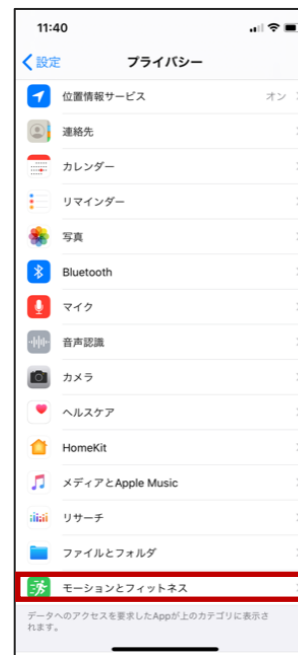 11:40
設定
プライバシー
位置情報サービス オン
連絡先
カレンダー
リマインダー
写真
Bluetooth
マイク
音声認識
カメラ
ヘルスケア
HomeKit
メディアとApple Music
リサーチ
ファイルとフォルダ
モーションとフィットネス
データへのアクセスを要求したAppが上のカテゴリに表示さ
れます。